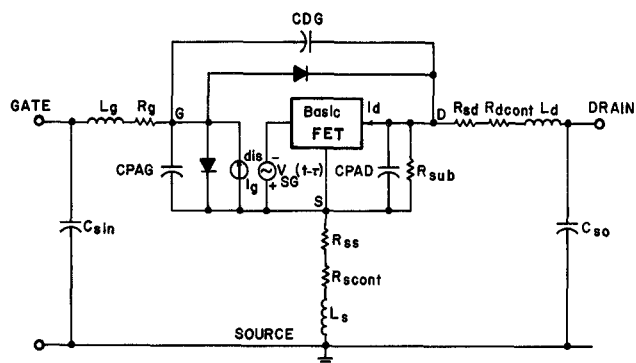 CDG
GATE
Lg
Rg
G
Basic
FET
Id
D
Rsd
Rdcont
Ld
DRAIN
CPAG
dis
Ig
VSG(t-τ)
-
+
CPAD
Rsub
S
Csin
Rss
Rscont
Ls
Cso
SOURCE